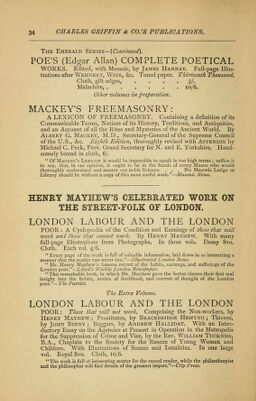 34 CHARLES GRIFFIN & CO.'S PUBLICATIONS.
THE EMERALD SERIES—(Continued).
POE'S (Edgar Allan) COMPLETE POETICAL
WORKS. Edited, with Memoir, by JAMES HANNAY. Full-page Illus-
trations after WEHNERT, WEIR, &c. Toned paper. Thirteenth Thousand.
Cloth, gilt edges, . . . . 3/.
Malachite, . . . . 10/6.
Other volumes in preparation.
MACKEY'S FREEMASONRY:
A LEXICON OF FREEMASONRY. Containing a definition of its
Communicable Terms, Notices of its History, Traditions, and Antiquities,
and an Account of all the Rites and Mysteries of the Ancient World. By
ALBERT G. MACKEY, M.D., Secretary-General of the Supreme Council
of the U.S., &c. Eighth Edition, thoroughly revised with APPENDIX by
Michael C. Peck, Prov. Grand Secretary for N. and E. Yorkshire. Hand-
somely bound in cloth, 6/.
"Of MACKEY'S LEXICON it would be impossible to speak in too high terms; suffice it
to say, that, in our opinion, it ought to be in the hands of every Mason who would
thoroughly understand and master our noble Science. . . . No Masonic Lodge or
Library should be without a copy of this most useful work."—Masonic News.
HENRY MAYHEW'S CELEBRATED WORK ON
THE STREET-FOLK OF LONDON.
LONDON LABOUR AND THE LONDON
POOR: A Cyclopædia of the Condition and Earnings of those that will
work and those that cannot work. By HENRY MAYHEW. With many
full-page Illustrations from Photographs. In three vols. Demy 8vo.
Cloth. Each vol. 4/6.
"Every page of the work is full of valuable information, laid down in so interesting a
manner that the reader can never tire."—Illustrated London News.
"Mr. Henry Mayhew's famous record of the habits, earnings, and sufferings of the
London poor."—Lloyd's Weekly London Newspaper.
"This remarkable book, in which Mr. Mayhew gave the better classes their first real
insight into the habits, modes of livelihood, and current of thought of the London
poor."—The Patriot.
The Extra Volume.
LONDON LABOUR AND THE LONDON
POOR: Those that will not work. Comprising the Non-workers, by
HENRY MAYHEW; Prostitutes, by BRACEBRIDGE HEMYNG; Thieves,
by JOHN BINNY; Beggars, by ANDREW HALLIDAY. With an Intro-
ductory Essay on the Agencies at Present in Operation in the Metropolis
for the Suppression of Crime and Vice, by the Rev. WILLIAM TUCKNISS,
B.A., Chaplain to the Society for the Rescue of Young Women and
Children. With Illustrations of Scenes and Localities. In one large
vol. Royal 8vo. Cloth, 10/6.
"The work is full of interesting matter for the casual reader, while the philanthropist
and the philosopher will find details of the greatest import."—City Press.